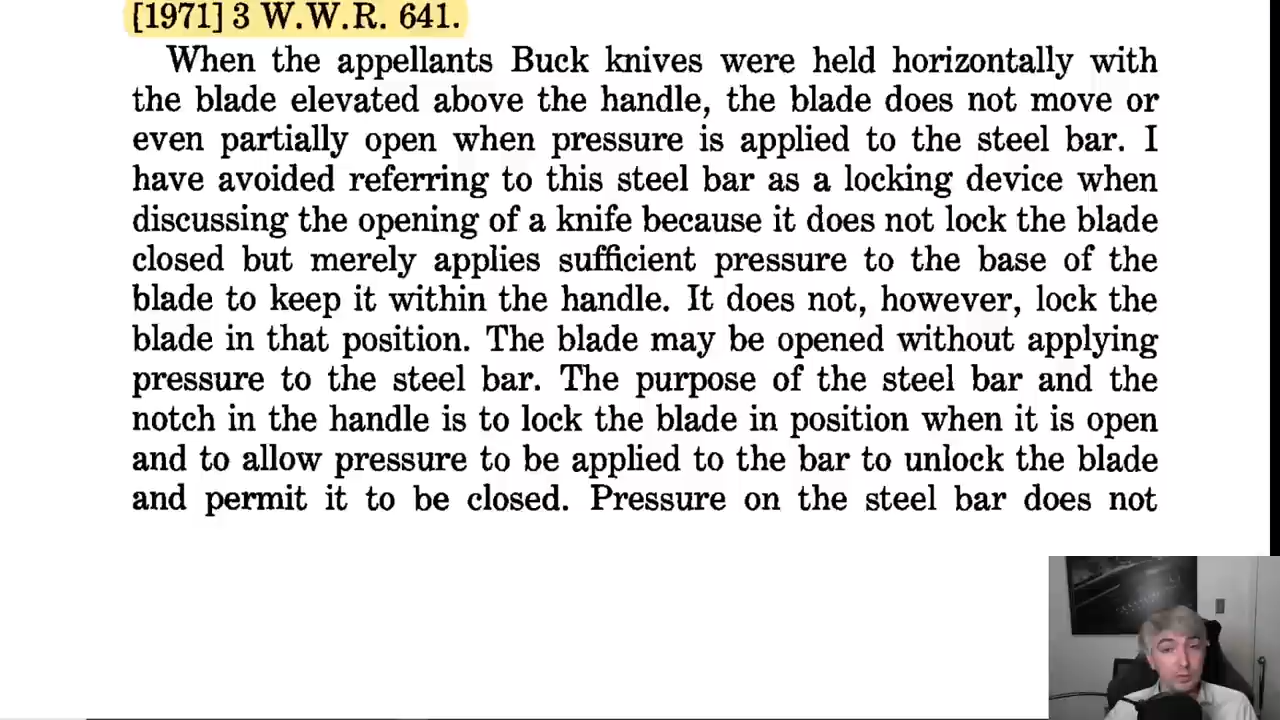 [1971] 3 W.W.R. 641.
When the appellants Buck knives were held horizontally with
the blade elevated above the handle, the blade does not move or
even partially open when pressure is applied to the steel bar. I
have avoided referring to this steel bar as a locking device when
discussing the opening of a knife because it does not lock the blade
closed but merely applies sufficient pressure to the base of the
blade to keep it within the handle. It does not, however, lock the
blade in that position. The blade may be opened without applying
pressure to the steel bar. The purpose of the steel bar and the
notch in the handle is to lock the blade in position when it is open
and to allow pressure to be applied to the bar to unlock the blade
and permit it to be closed. Pressure on the steel bar does not